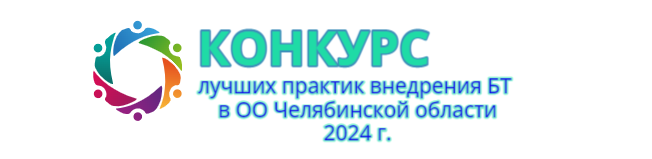 КОНКУРС
лучших практик внедрения БТ
в ОО Челябинской области
2024 г.